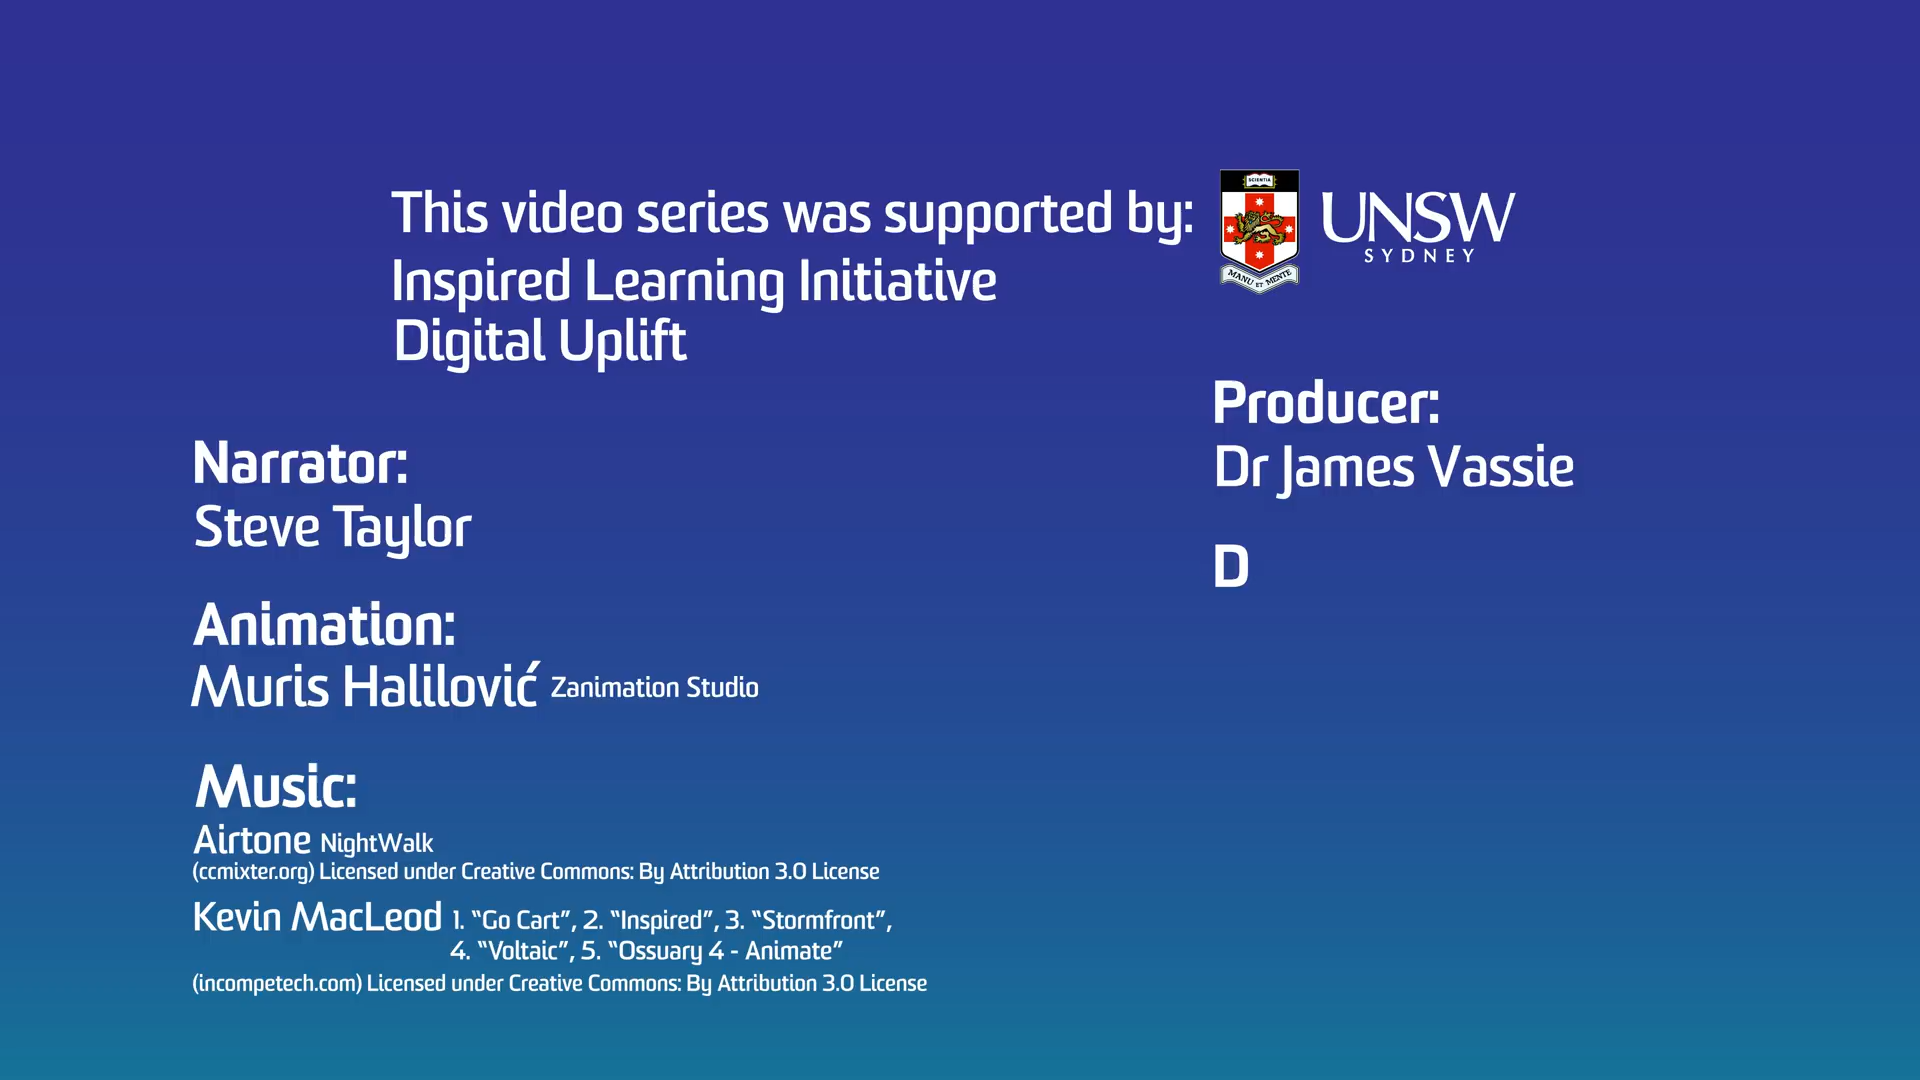 This video series was supported by:
Inspired Learning Initiative
Digital Uplift
SCIENTIA
MANU ET MENTE
UNSW
SYDNEY
Narrator:
Steve Taylor
Animation:
Muris Halilović Zanimation Studio
Music:
Airtone NightWalk
(ccmixter.org) Licensed under Creative Commons: By Attribution 3.0 License
Kevin MacLeod 1. “Go Cart”, 2. “Inspired”, 3. “Stormfront”,
4. “Voltaic”, 5. “Ossuary 4 - Animate”
(incompetech.com) Licensed under Creative Commons: By Attribution 3.0 License
Producer:
Dr James Vassie
D